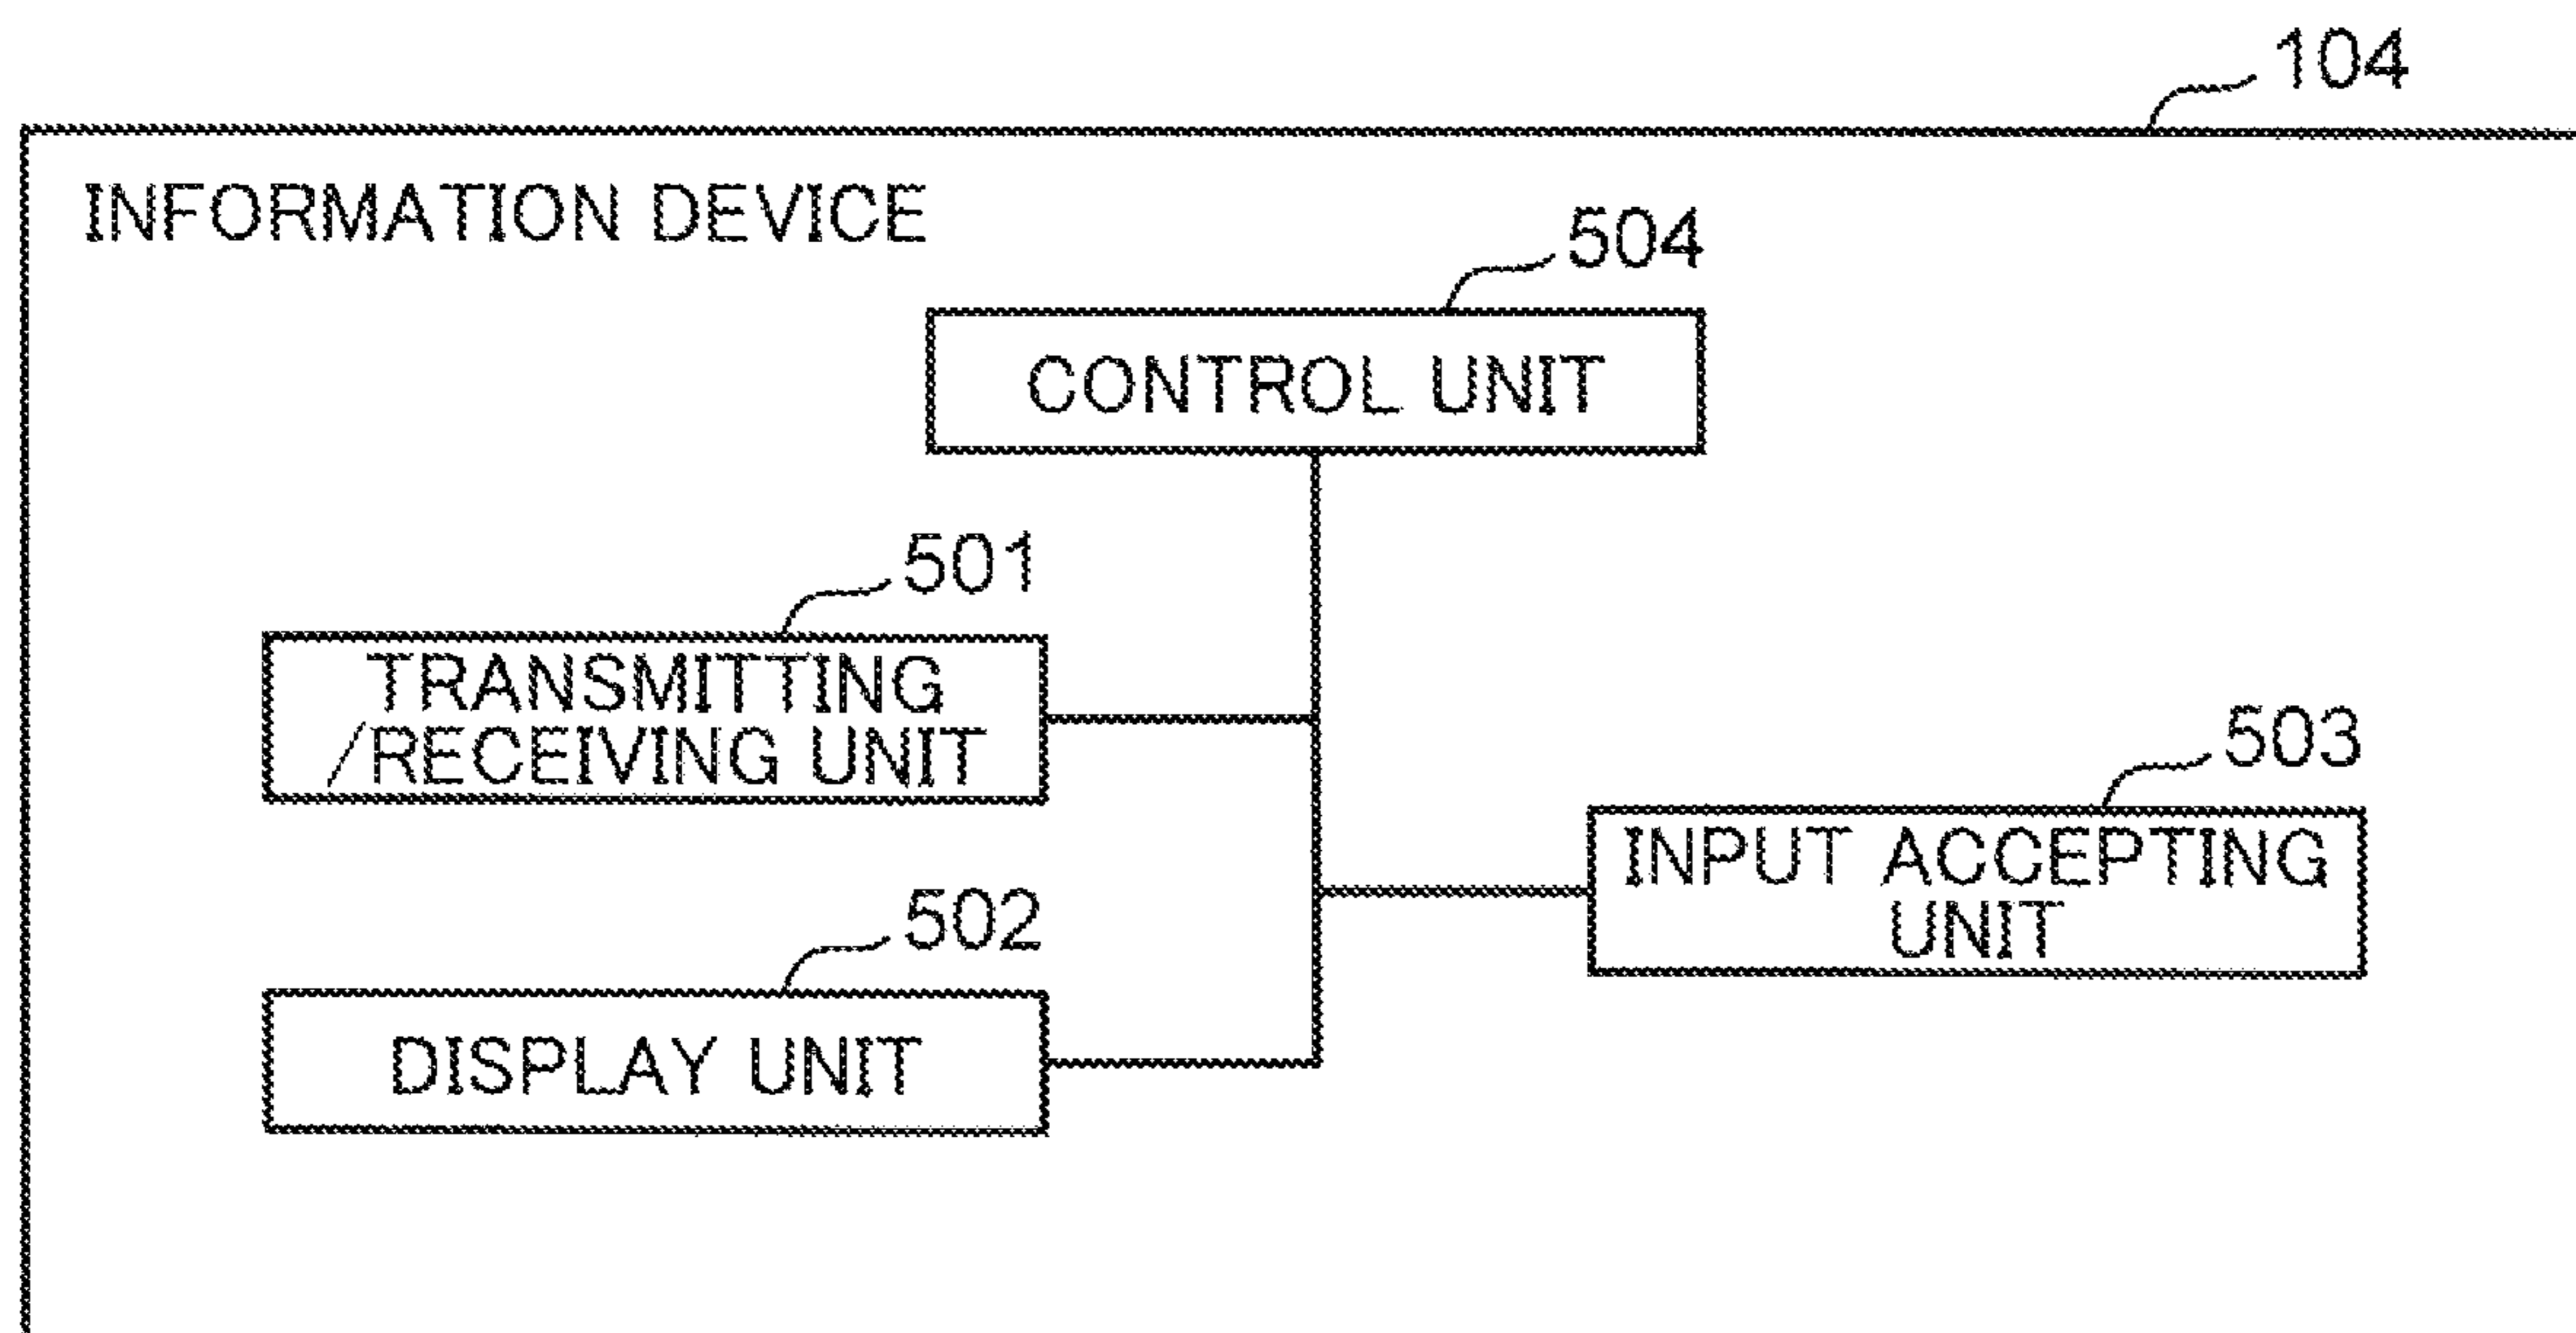 104
INFORMATION DEVICE
504
CONTROL UNIT
501
TRANSMITTING
/RECEIVING UNIT
503
INPUT ACCEPTING
UNIT
502
DISPLAY UNIT